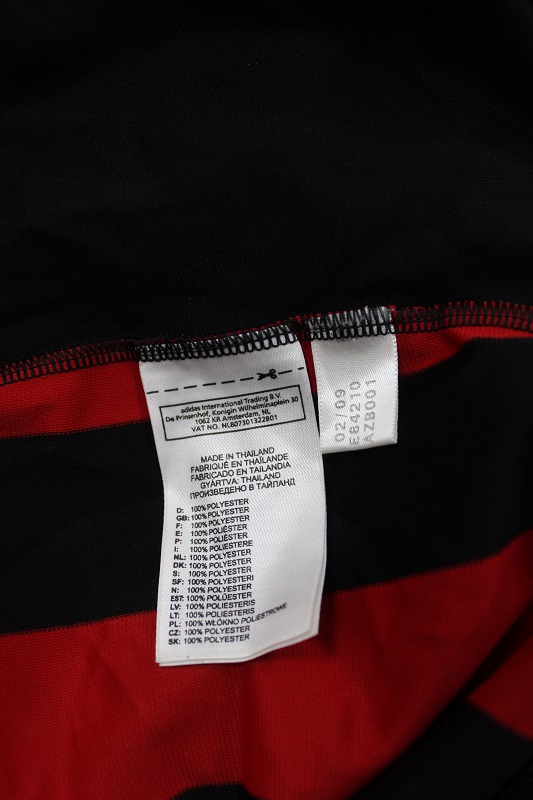 adidas International Trading B.V.
De Prinsenhof, Konigin Wilhelminaplein 30
1062 KR Amsterdam, NL
VAT NO. NL807301322B01
MADE IN THAILAND
FABRIQUÉ EN THAÏLANDE
FABRICADO EN TAILANDIA
GYÁRTVA: THAILAND
ПРОИЗВЕДЕНО В ТАЙЛАНД
D: 100% POLYESTER
GB: 100% POLYESTER
F: 100% POLYESTER
E: 100% POLIÉSTER
P: 100% POLIÉSTER
I: 100% POLIESTERE
NL: 100% POLYESTER
DK: 100% POLYESTER
S: 100% POLYESTER
SF: 100% POLYESTERI
N: 100% POLYESTER
EST: 100% POLÜESTER
LV: 100% POLIESTERIS
LT: 100% POLIESTERIS
PL: 100% WŁÓKNO POLIESTROWE
CZ: 100% POLYESTER
SK: 100% POLYESTER
02/09
E84210
AZB001